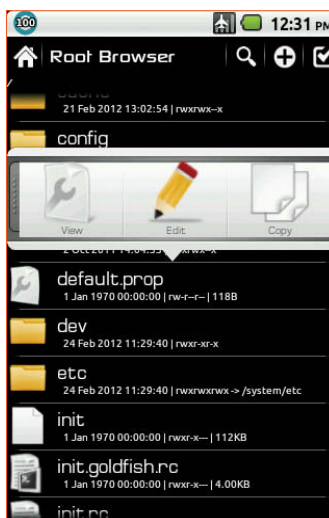 100
12:31 PM
Root Browser
/
21 Feb 2012 13:02:54 | rwxrwx--x
config
View
Edit
Copy
default.prop
1 Jan 1970 00:00:00 | rw-r--r-- | 118B
dev
24 Feb 2012 11:29:40 | rwxr-xr-x
etc
24 Feb 2012 11:29:40 | rwxrwxrwx -> /system/etc
init
1 Jan 1970 00:00:00 | rwxr-x--- | 112KB
init.goldfish.rc
1 Jan 1970 00:00:00 | rwxr-x--- | 4.00KB
init.rc